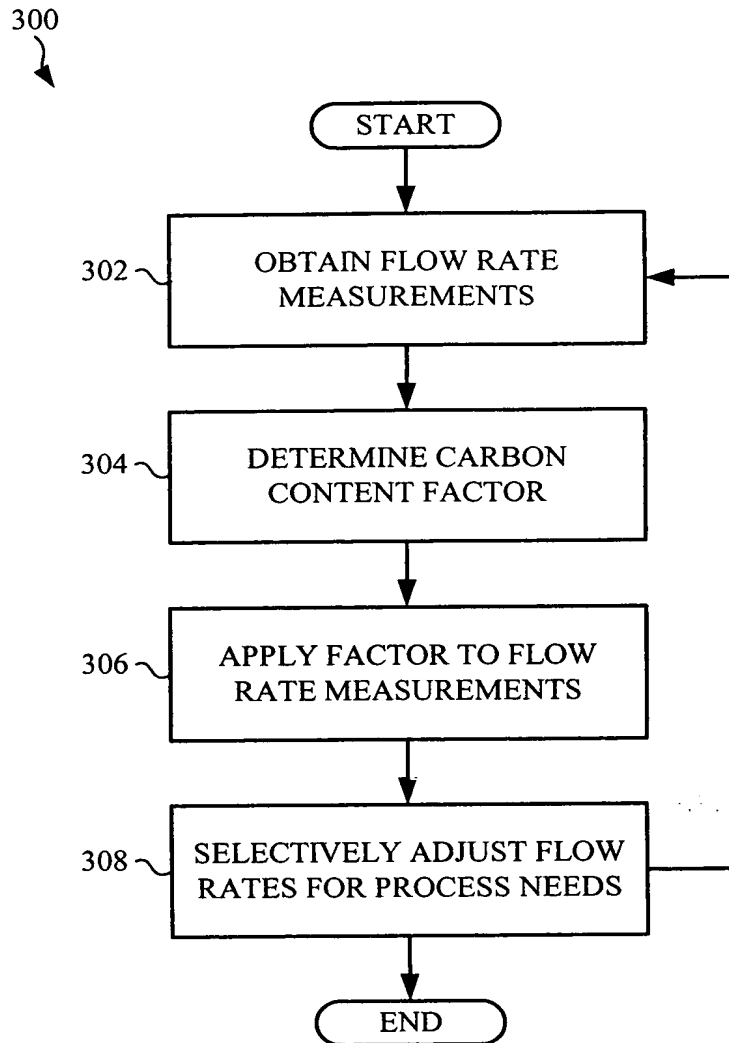 300
START
302
OBTAIN FLOW RATE
MEASUREMENTS
304
DETERMINE CARBON
CONTENT FACTOR
306
APPLY FACTOR TO FLOW
RATE MEASUREMENTS
308
SELECTIVELY ADJUST FLOW
RATES FOR PROCESS NEEDS
END